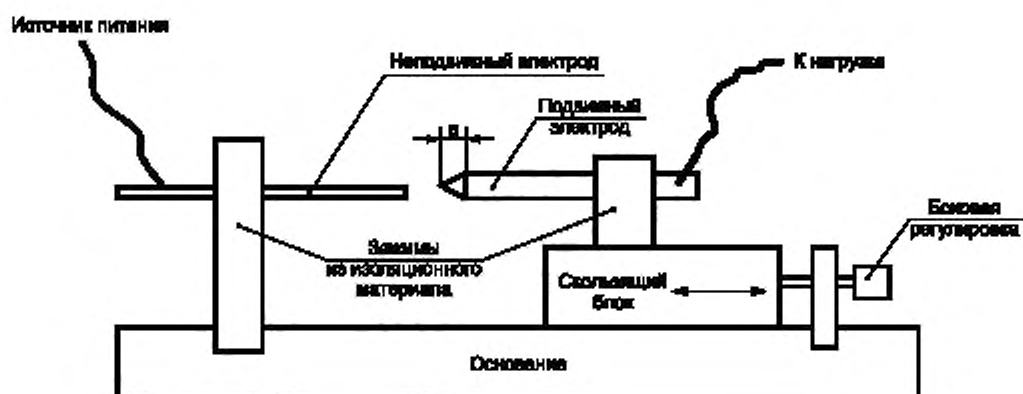 Источник питания
Неподвижный электрод
К нагрузке
Подвижный
электрод
Боковая
регулировка
Зажимы
из изоляционного
материала
Скользящий
блок
Основание